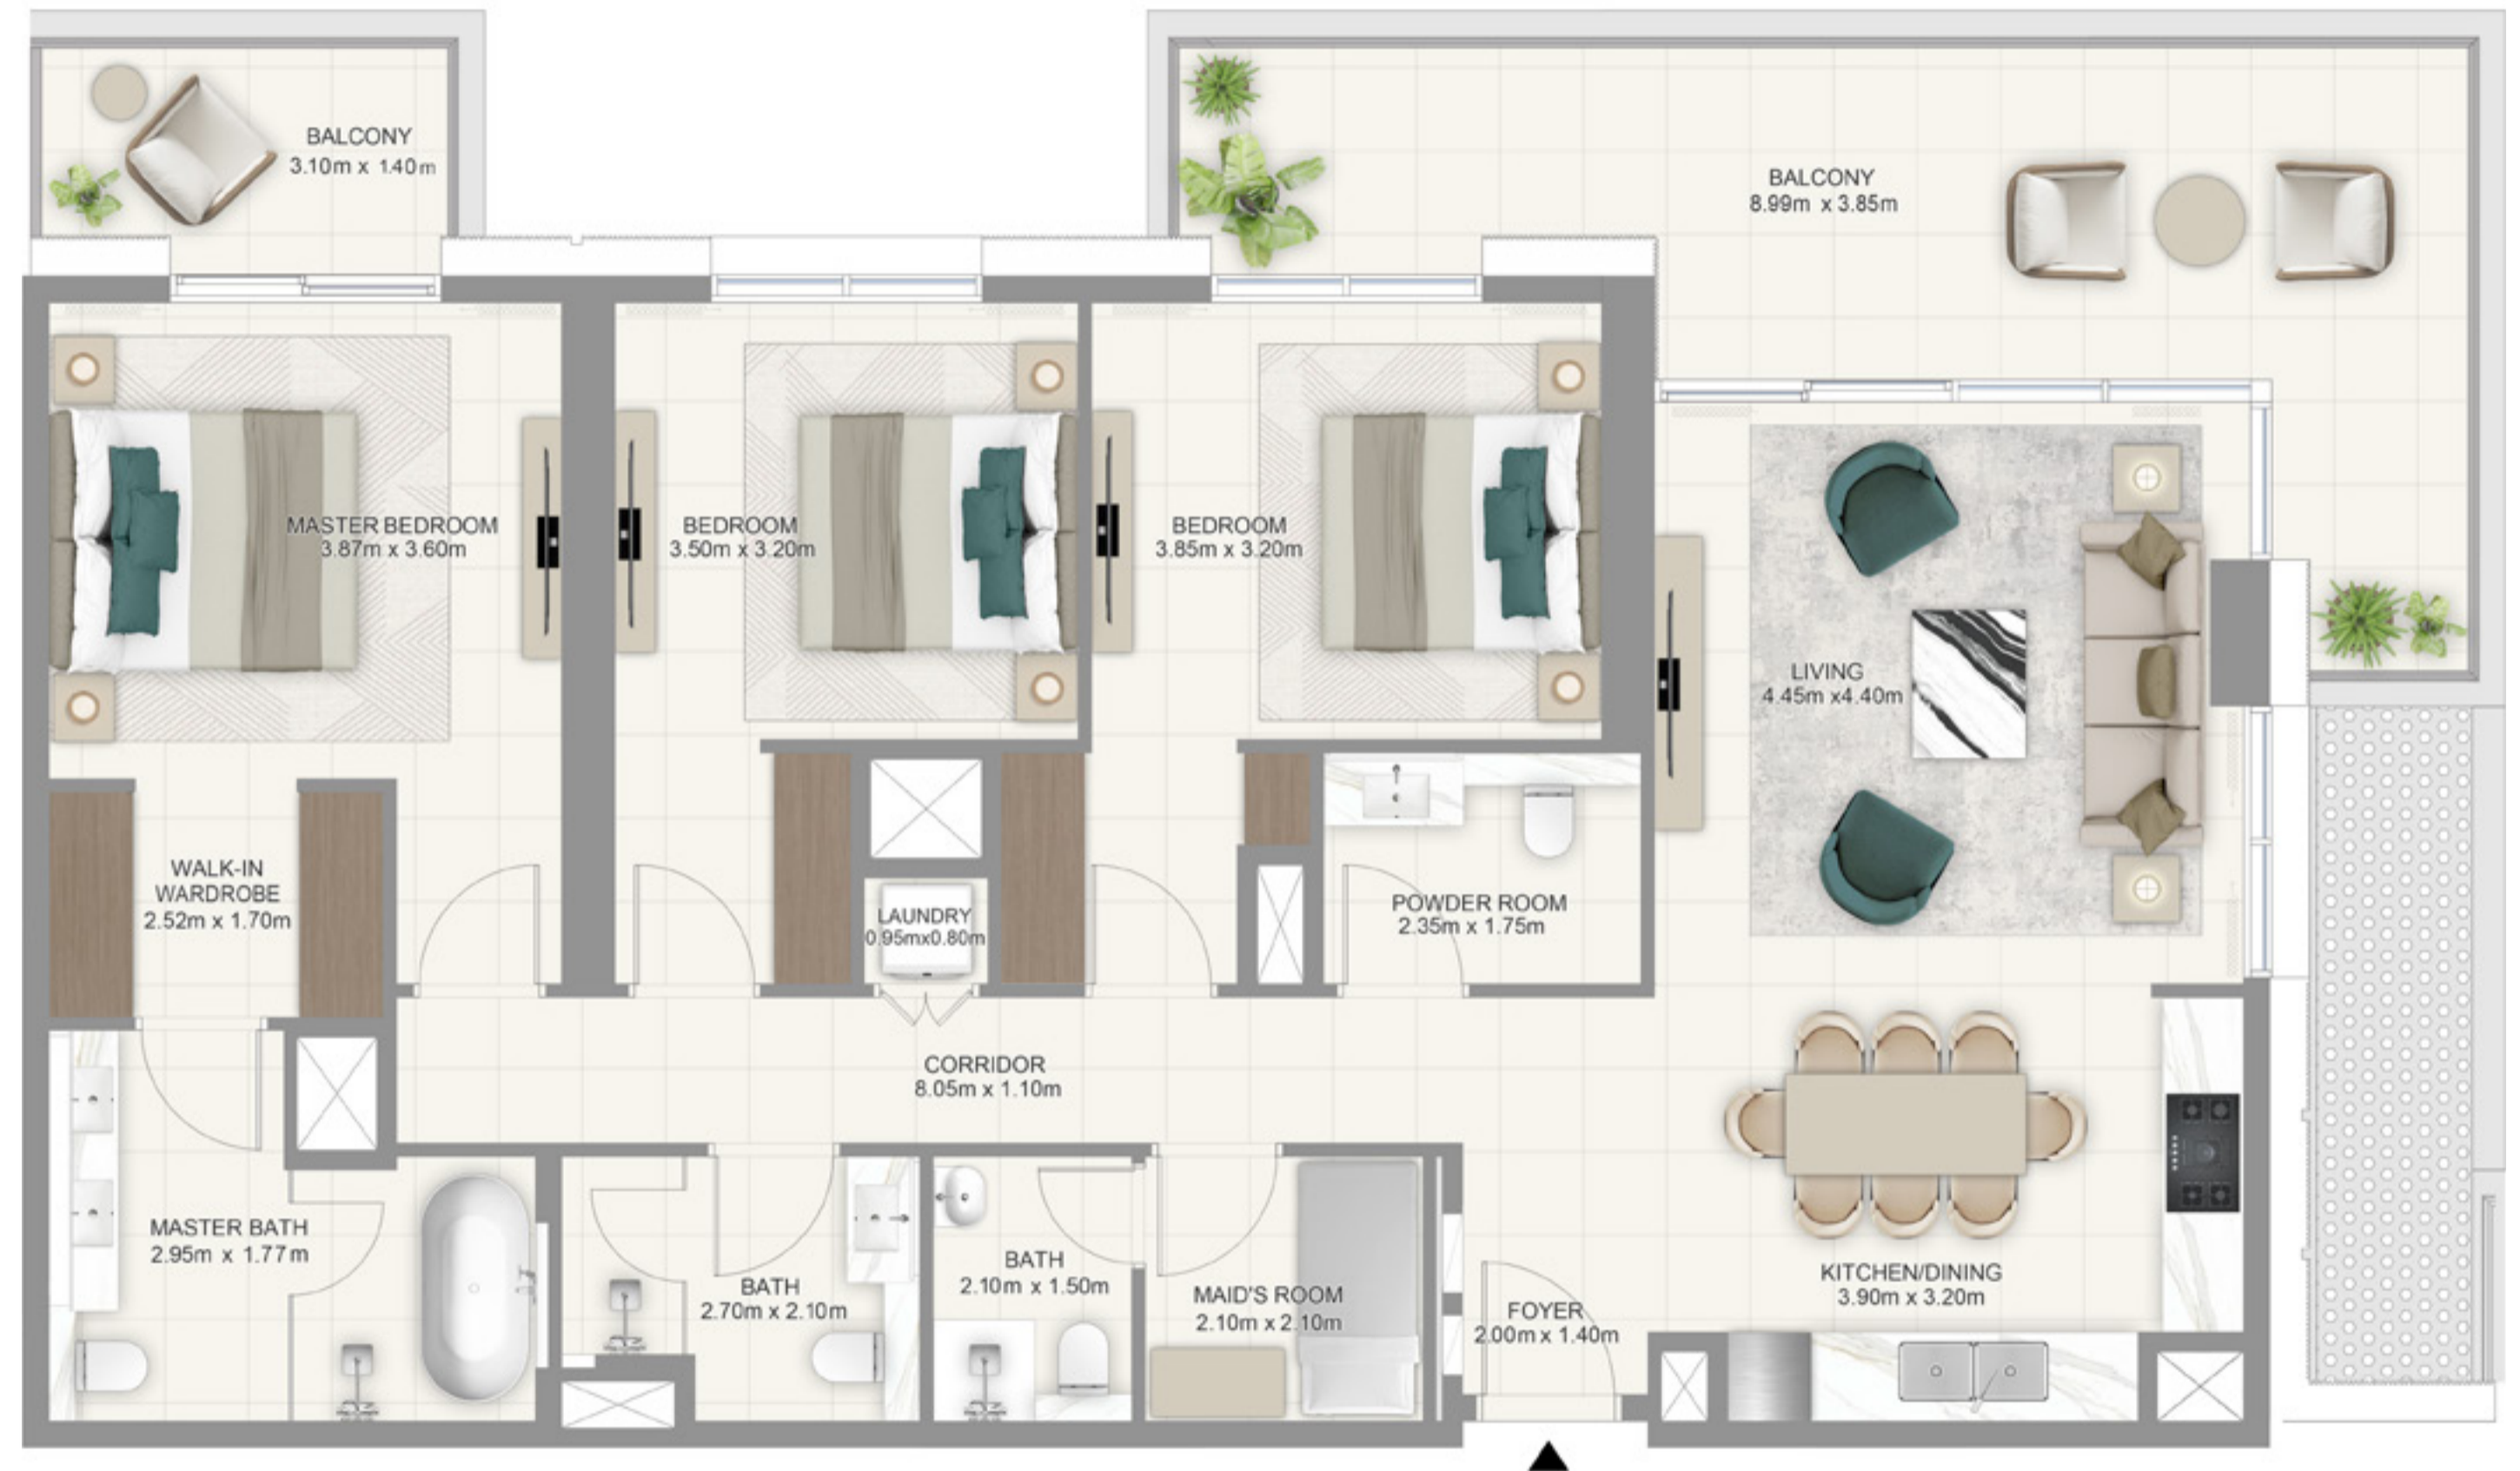 BALCONY
3.10m x 1.40m
BALCONY
8.99m x 3.85m
MASTER BEDROOM
3.87m x 3.60m
BEDROOM
3.50m x 3.20m
BEDROOM
3.85m x 3.20m
LIVING
4.45m x4.40m
WALK-IN
WARDROBE
2.52m x 1.70m
LAUNDRY
0.95mx0.80m
POWDER ROOM
2.35m x 1.75m
CORRIDOR
8.05m x 1.10m
MASTER BATH
2.95m x 1.77m
BATH
2.70m x 2.10m
BATH
2.10m x 1.50m
MAID'S ROOM
2.10m x 2.10m
FOYER
2.00m x 1.40m
KITCHEN/DINING
3.90m x 3.20m